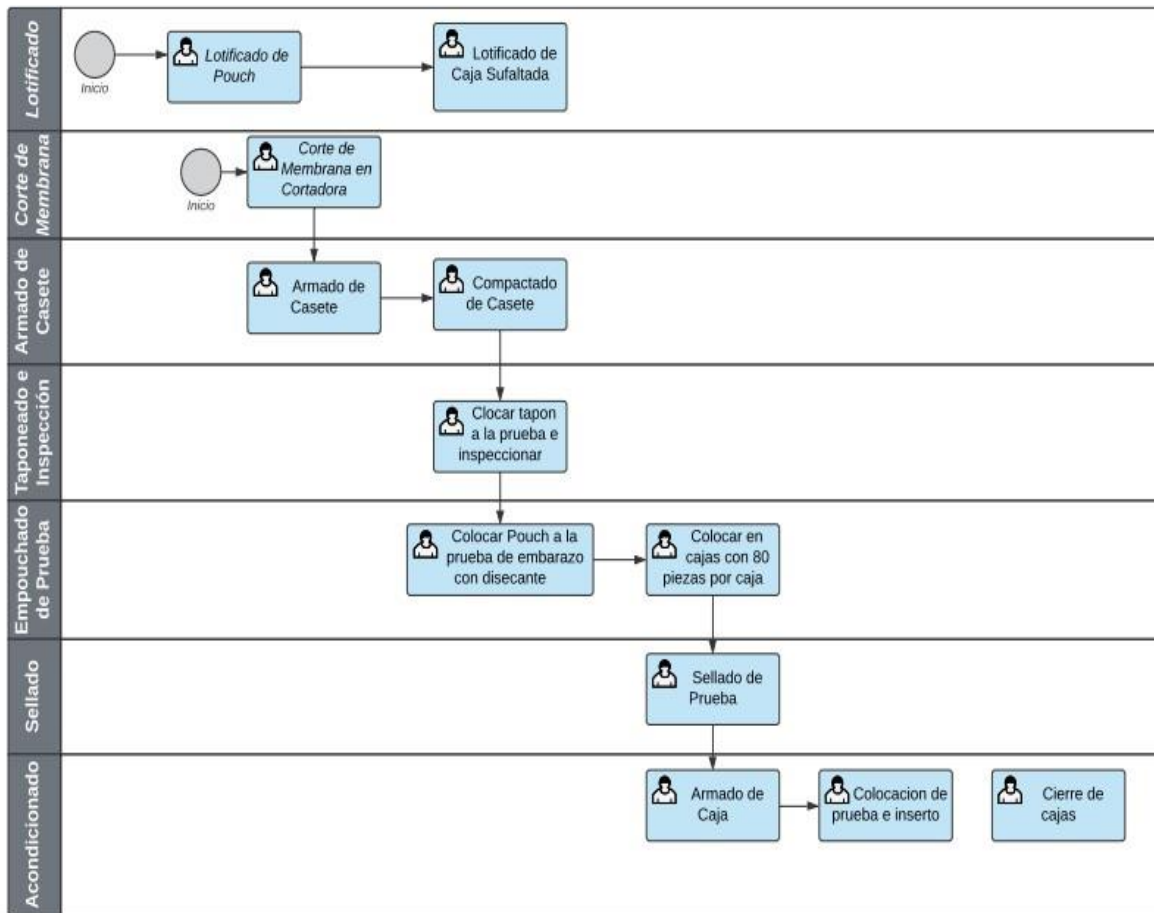 Lotificado
Inicio
Lotificado de
Pouch
Lotificado de
Caja Sufaltada
Corte de
Membrana
Inicio
Corte de
Membrana en
Cortadora
Armado de
Casete
Armado de
Casete
Compactado
de Casete
Taponeado e
Inspección
Clocar tapon
a la prueba e
inspeccionar
Empouchado
de Prueba
Colocar Pouch a la
prueba de embarazo
con disecante
Colocar en
cajas con 80
piezas por caja
Sellado
Sellado de
Prueba
Acondicionado
Armado de
Caja
Colocacion de
prueba e inserto
Cierre de
cajas